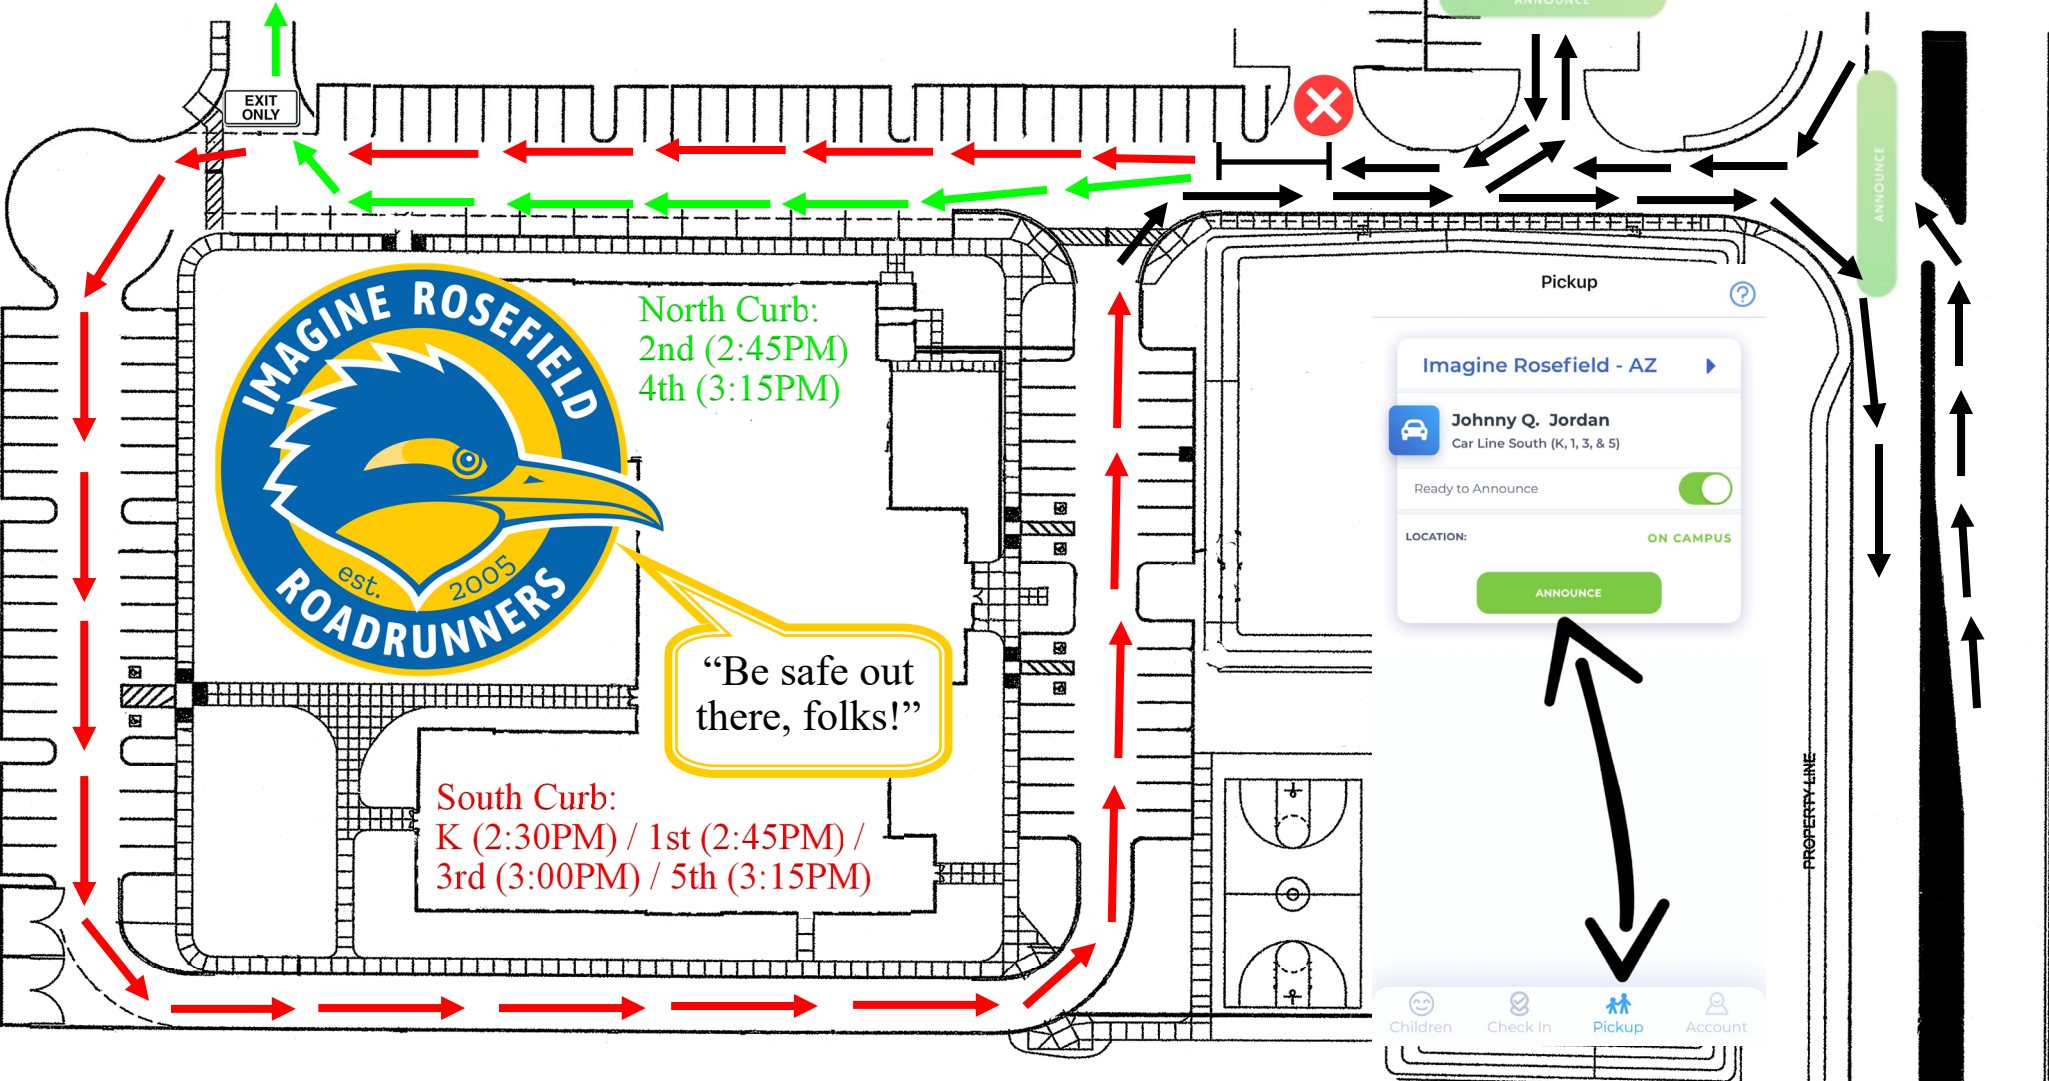 ANNOUNCE
EXIT
ONLY
ANNOUNCE
IMAGINE ROSEFIELD
est. 2005
ROADRUNNERS
North Curb:
2nd (2:45PM)
4th (3:15PM)
“Be safe out
there, folks!”
South Curb:
K (2:30PM) / 1st (2:45PM) /
3rd (3:00PM) / 5th (3:15PM)
Pickup
?
Imagine Rosefield - AZ
Johnny Q. Jordan
Car Line South (K, 1, 3, & 5)
Ready to Announce
LOCATION: ON CAMPUS
ANNOUNCE
Children Check In Pickup Account
PROPERTY LINE